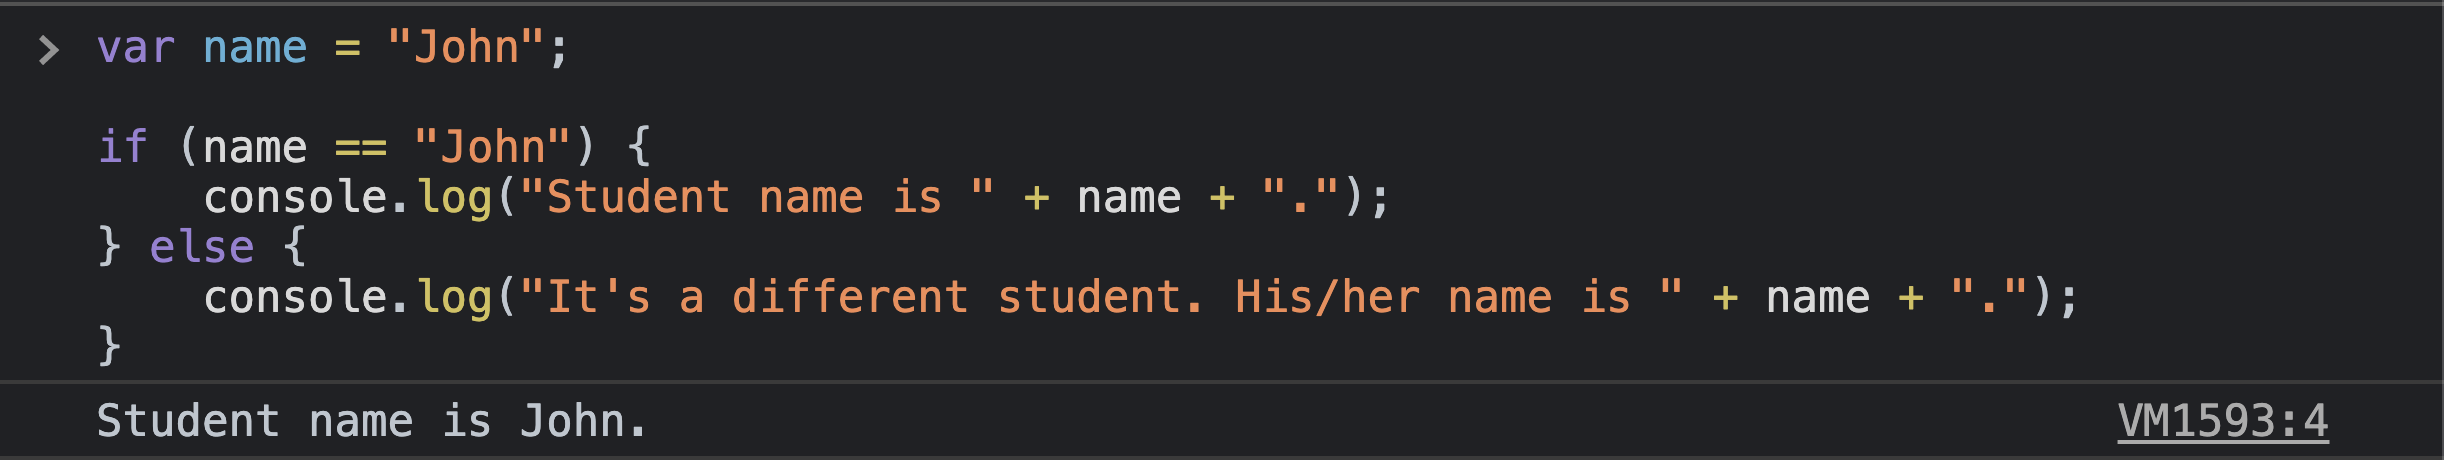 > var name = "John";
if (name == "John") {
    console.log("Student name is " + name + ".");
} else {
    console.log("It's a different student. His/her name is " + name + ".");
}
Student name is John. VM1593:4